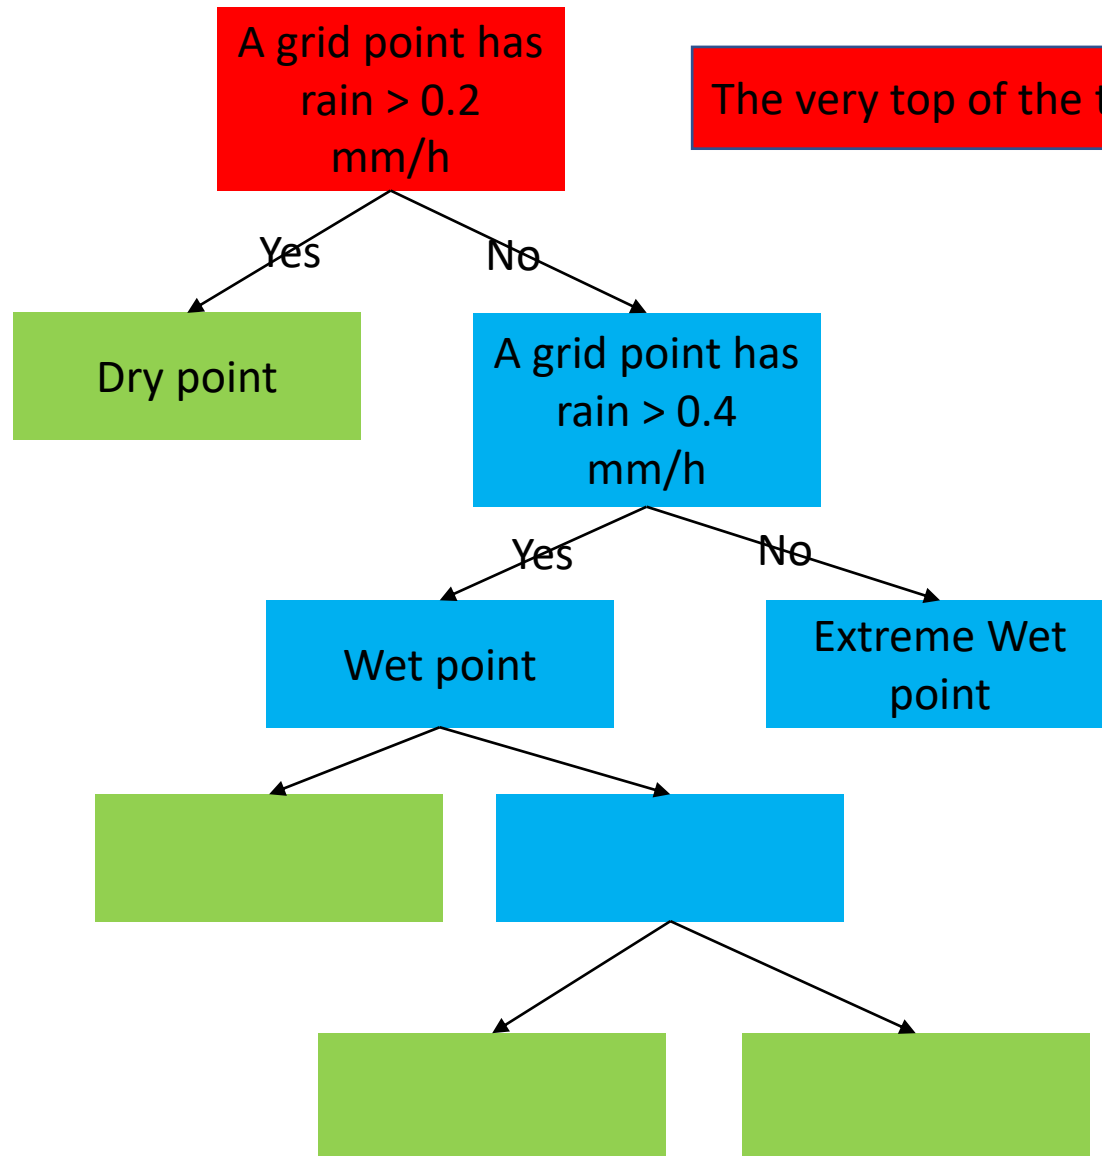 A grid point has
rain > 0.2
mm/h
The very top of the t
Yes
No
Dry point
A grid point has
rain > 0.4
mm/h
Yes
No
Wet point
Extreme Wet
point